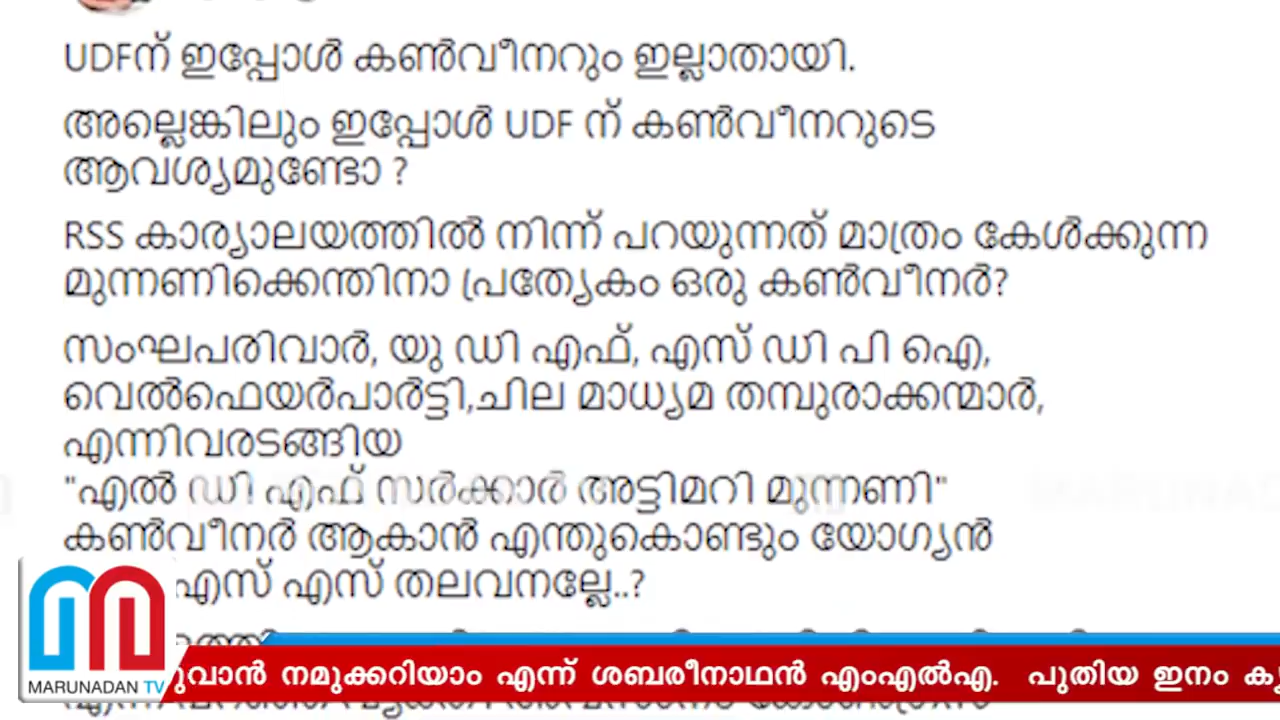 UDFന് ഇപ്പോൾ കൺവീനറും ഇല്ലാതായി.
അല്ലെങ്കിലും ഇപ്പോൾ UDF ന് കൺവീനറുടെ
ആവശ്യമുണ്ടോ ?
RSS കാര്യാലയത്തിൽ നിന്ന് പറയുന്നത് മാത്രം കേൾക്കുന്ന
മുന്നണിക്കെന്തിനാ പ്രത്യേകം ഒരു കൺവീനർ?
സംഘപരിവാർ, യു ഡി എഫ്, എസ് ഡി പി ഐ,
വെൽഫെയർപാർട്ടി,ചില മാധ്യമ തമ്പുരാക്കന്മാർ,
എന്നിവരടങ്ങിയ
"എൽ ഡി എഫ് സർക്കാർ അട്ടിമറി മുന്നണി"
കൺവീനർ ആകാൻ എന്തുകൊണ്ടും യോഗ്യൻ
എസ് എസ് തലവനല്ലേ..?
നമുക്കറിയാം എന്ന് ശബരീനാഥൻ എംഎൽഎ. പുതിയ ഇനം
MARUNADAN TV